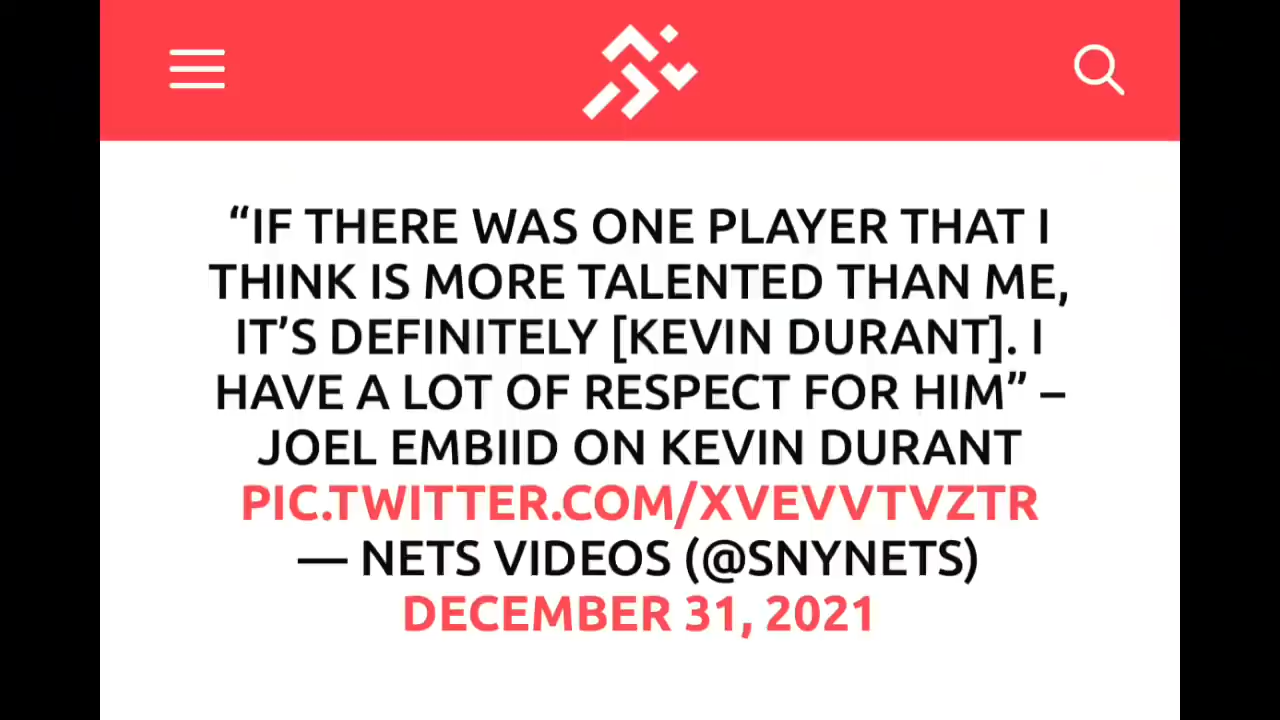 “IF THERE WAS ONE PLAYER THAT I
THINK IS MORE TALENTED THAN ME,
IT’S DEFINITELY [KEVIN DURANT]. I
HAVE A LOT OF RESPECT FOR HIM” –
JOEL EMBIID ON KEVIN DURANT
PIC.TWITTER.COM/XVEVVTVZTR
— NETS VIDEOS (@SNYNETS)
DECEMBER 31, 2021